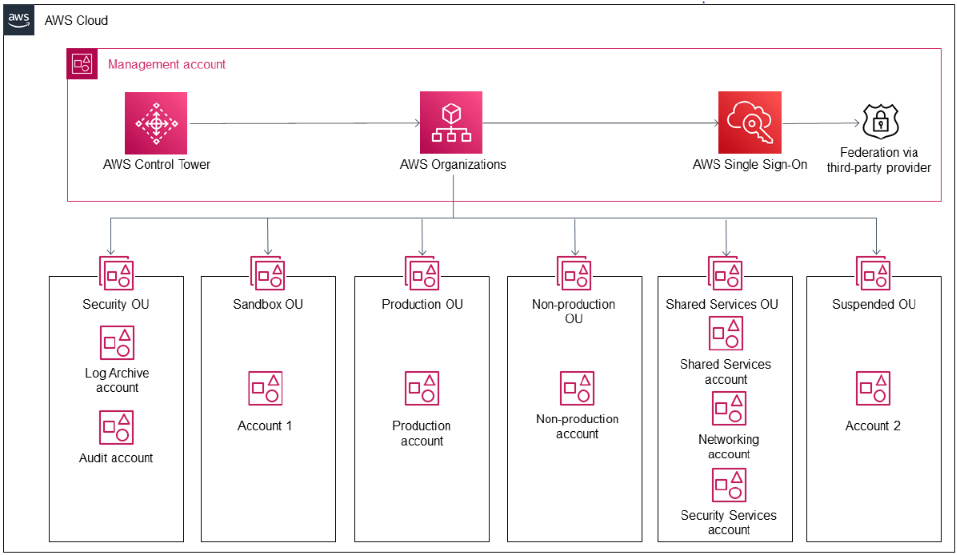 aws
AWS Cloud
Management account
AWS Control Tower
AWS Organizations
AWS Single Sign-On
Federation via
third-party provider
Security OU
Log Archive
account
Audit account
Sandbox OU
Account 1
Production OU
Production
account
Non-production
OU
Non-production
account
Shared Services OU
Shared Services
account
Networking
account
Security Services
account
Suspended OU
Account 2